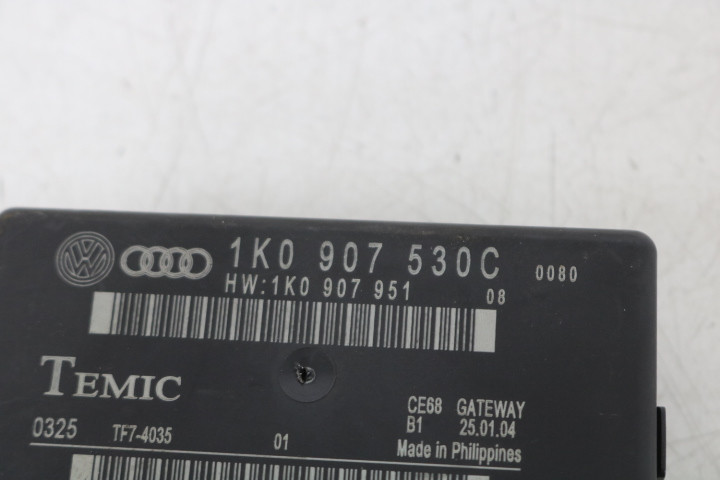 1K0 907 530C 0080
HW:1K0 907 951 08
TEMIC
CE68 GATEWAY
0325 TF7-4035 01 B1 25.01.04
Made in Philippines